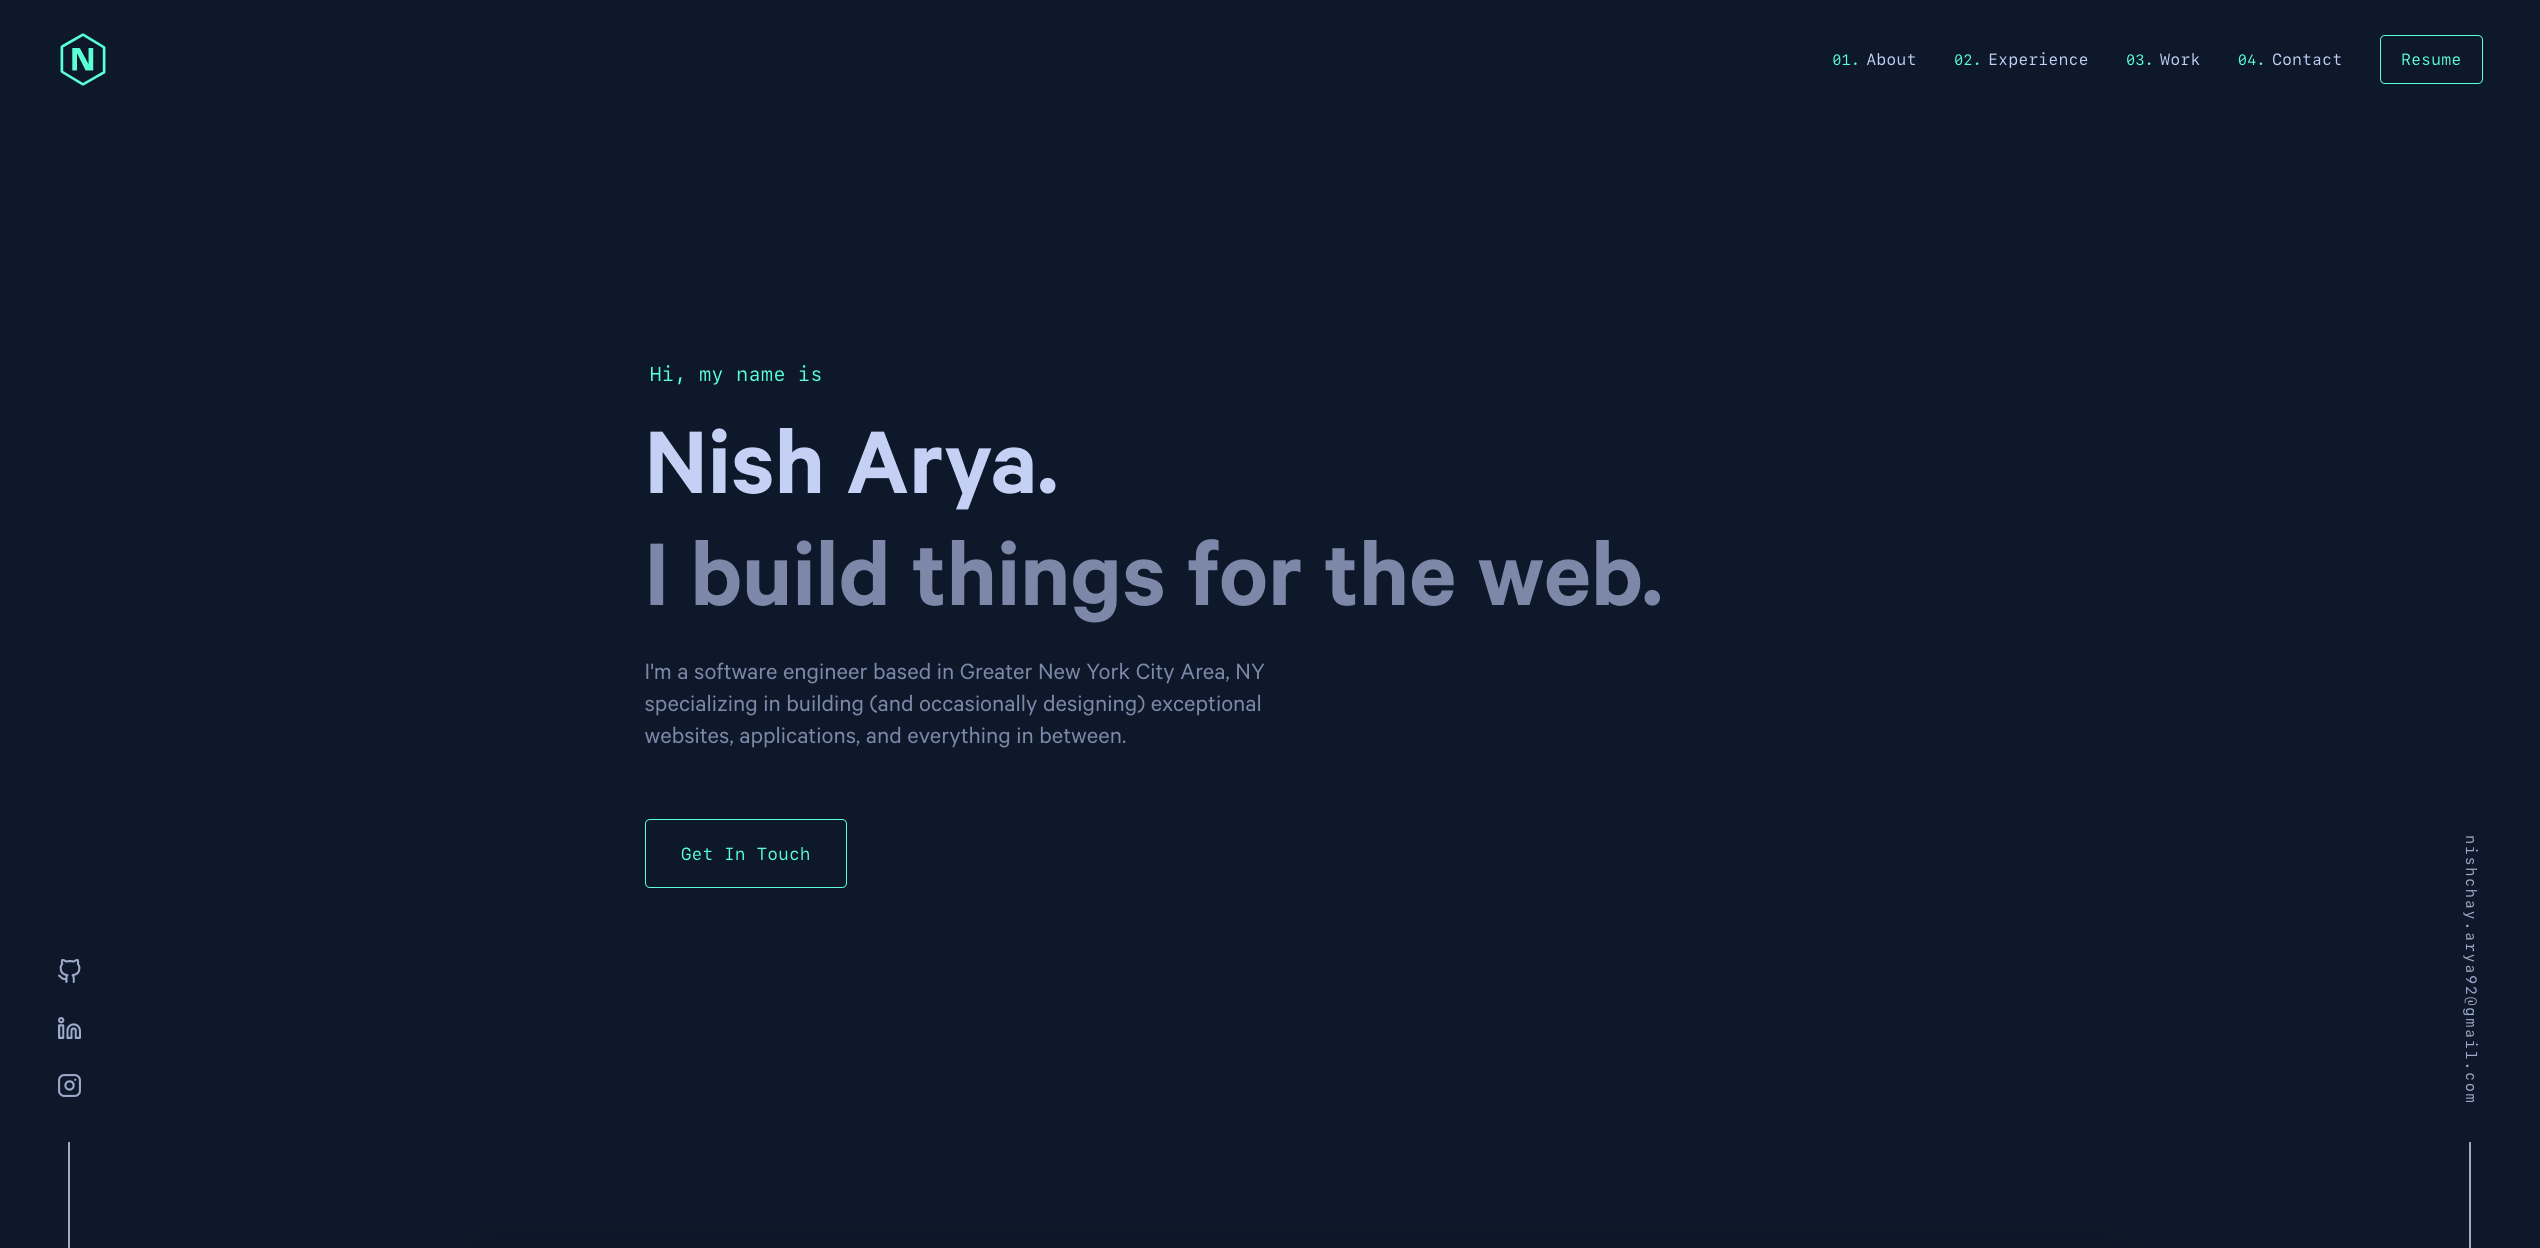 N
01. About 02. Experience 03. Work 04. Contact Resume
Hi, my name is
Nish Arya.
I build things for the web.
I'm a software engineer based in Greater New York City Area, NY
specializing in building (and occasionally designing) exceptional
websites, applications, and everything in between.
Get In Touch
in
nishchay.arya92@gmail.com